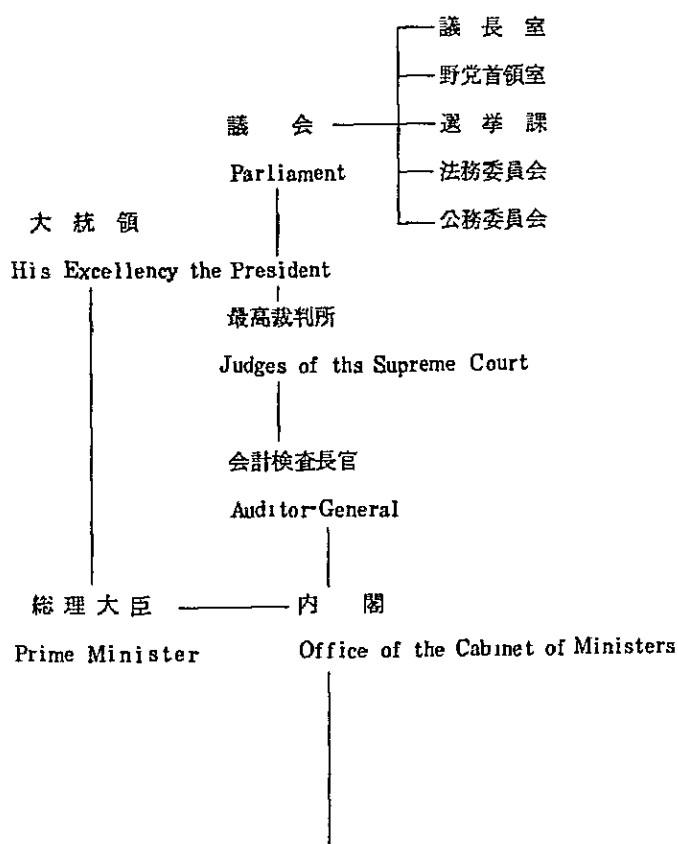 議長室
野党首領室
議会
選挙課
Parliament
法務委員会
公務委員会
大統領
His Excellency the President
最高裁判所
Judges of ths Supreme Court
会計検査長官
Auditor-General
総理大臣
内閣
Prime Minister
Office of the Cabinet of Ministers